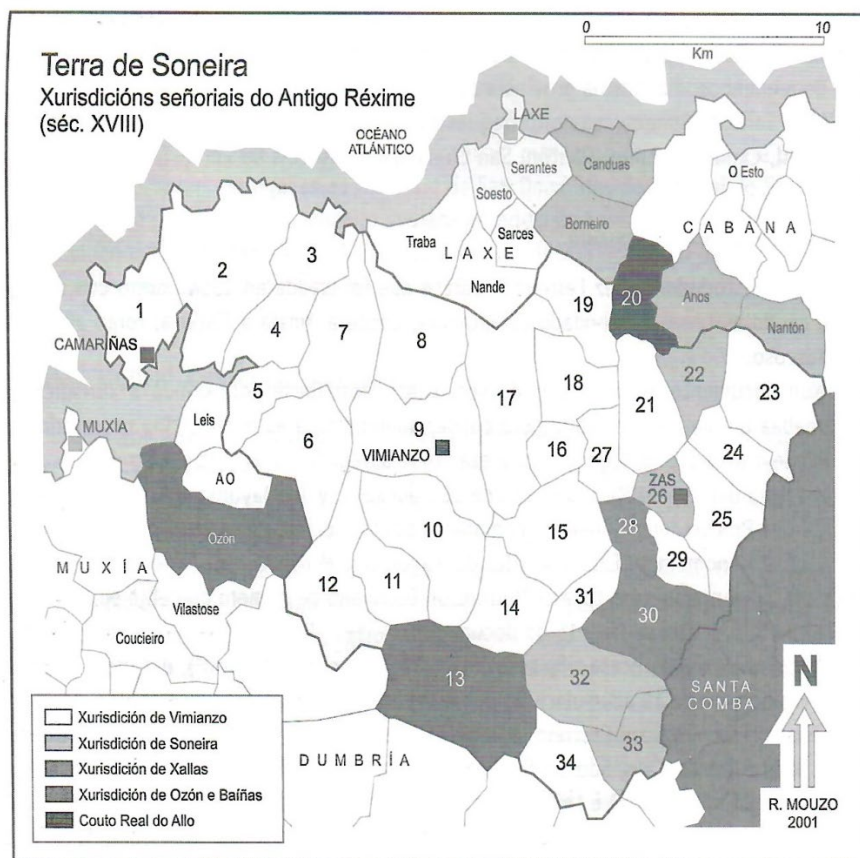 Terra de Soneira
Xurisdicións señoriais do Antigo Réxime
(séc. XVIII)
0 10
Km
OCÉANO
ATLÁNTICO
LAXE
Serantes
Canduas
O Esto
Soesto
Borneiro
CABANA
Sarces
Traba
LAXE
Nande
3
2
1
19
20
Anos
Nantón
CAMARIÑAS
4
7
8
5
17
18
21
22
23
Leis
6
9
VIMIANZO
16
27
24
MUXÍA
AO
ZAS
26
10
15
28
25
Ozón
29
MUXÍA
12
11
14
31
30
Vilastose
Coucieiro
13
32
SANTA
COMBA
N
33
34
DUMBRÍA
Xurisdición de Vimianzo
Xurisdición de Soneira
Xurisdición de Xallas
Xurisdición de Ozón e Baíñas
Couto Real do Allo
R. MOUZO
2001